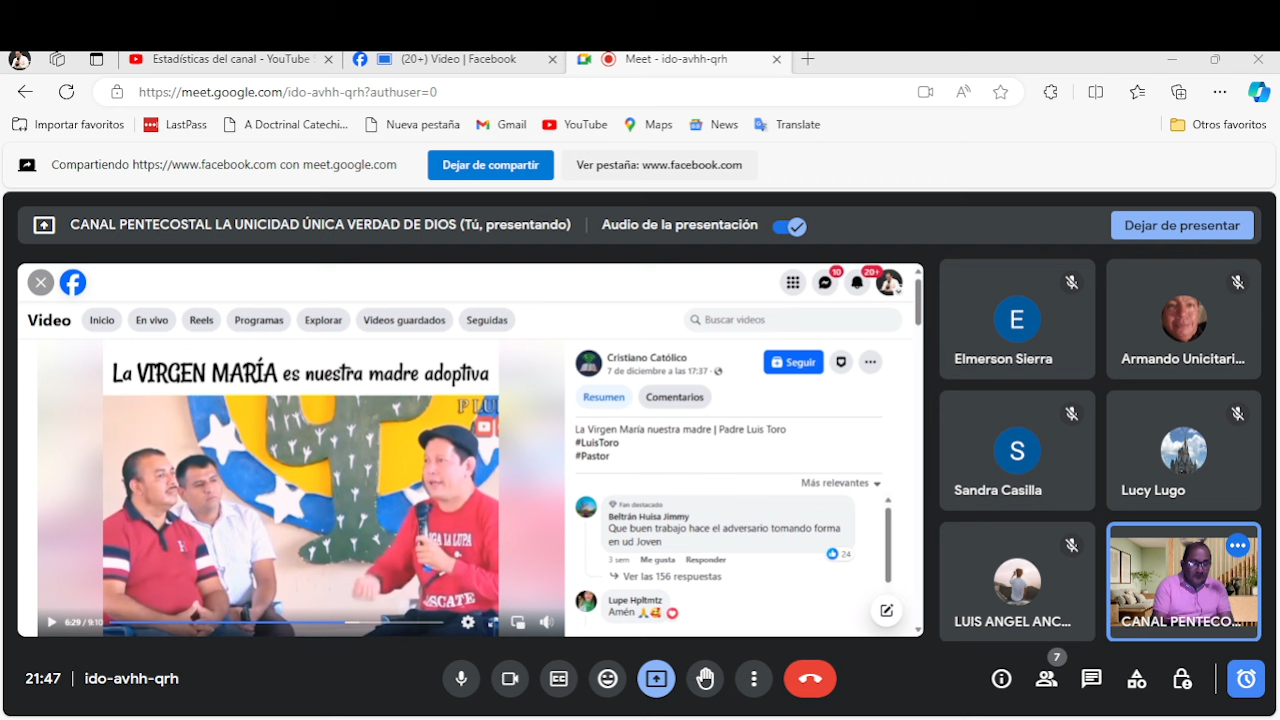 Estadísticas del canal - YouTube
(20+) Video | Facebook
Meet - ido-avhh-qrh
https://meet.google.com/ido-avhh-qrh?authuser=0
Importar favoritos
LastPass
A Doctrinal Catechi...
Nueva pestaña
Gmail
YouTube
Maps
News
Translate
Otros favoritos
Compartiendo https://www.facebook.com con meet.google.com
Dejar de compartir
Ver pestaña: www.facebook.com
CANAL PENTECOSTAL LA UNICIDAD ÚNICA VERDAD DE DIOS (Tú, presentando)
Audio de la presentación
Dejar de presentar
10
20+
Video
Inicio
En vivo
Reels
Programas
Explorar
Videos guardados
Seguidas
Buscar videos
La VIRGEN MARÍA es nuestra madre adoptiva
P LU
GA LA LUPA
SCATE
6:29 / 9:10
Cristiano Católico
7 de diciembre a las 17:37 ·
Seguir
Resumen
Comentarios
La Virgen María nuestra madre | Padre Luis Toro
#LuisToro
#Pastor
Más relevantes
Fan destacado
Beltrán Huisa Jimmy
Que buen trabajo hace el adversario tomando forma
en ud Joven
24
3 sem
Me gusta
Responder
Ver las 156 respuestas
Lupe Hpltmtz
Amén
E
Elmerson Sierra
Armando Unicitari...
S
Sandra Casilla
Lucy Lugo
LUIS ANGEL ANC...
CANAL PENTECO...
21:47 | ido-avhh-qrh
7